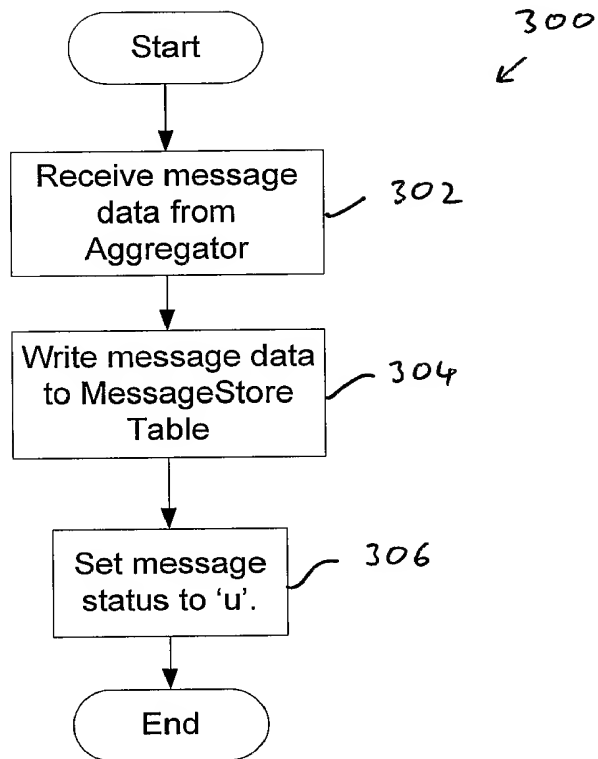 300
Start
Receive message
data from
Aggregator
302
Write message data
to MessageStore
Table
304
Set message
status to ‘u’.
306
End